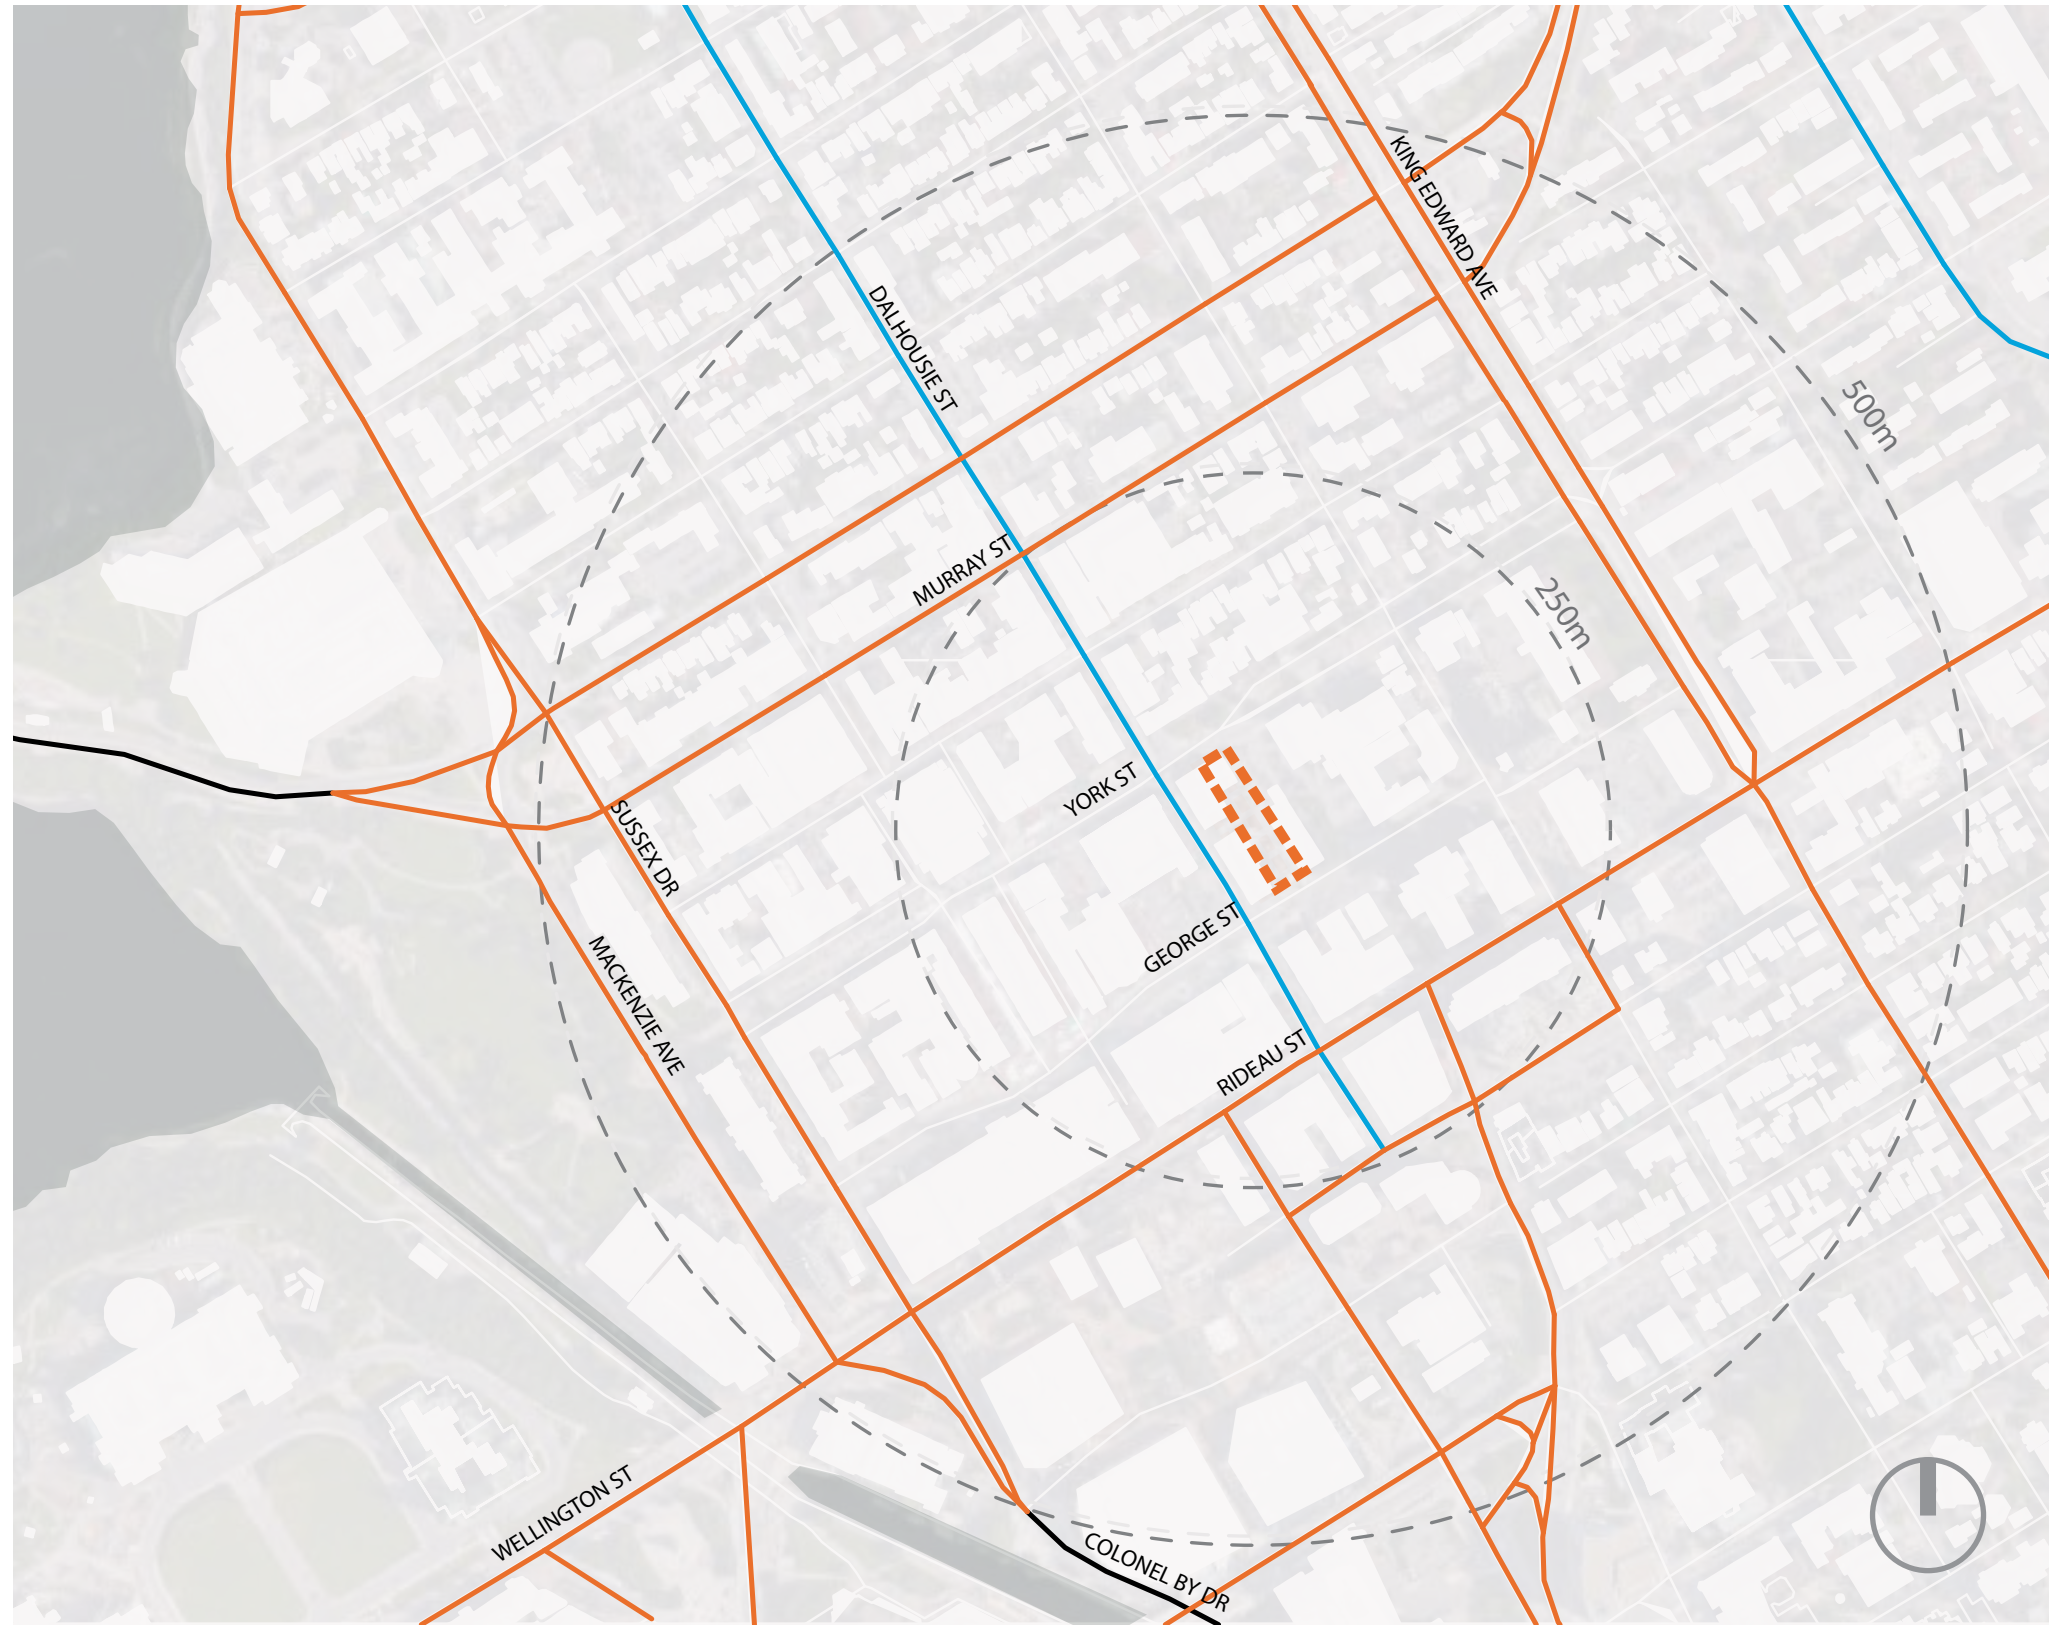 KING EDWARD AVE
DALHOUSIE ST
500m
MURRAY ST
250m
YORK ST
SUSSEX DR
GEORGE ST
MACKENZIE AVE
RIDEAU ST
WELLINGTON ST
COLONEL BY DR